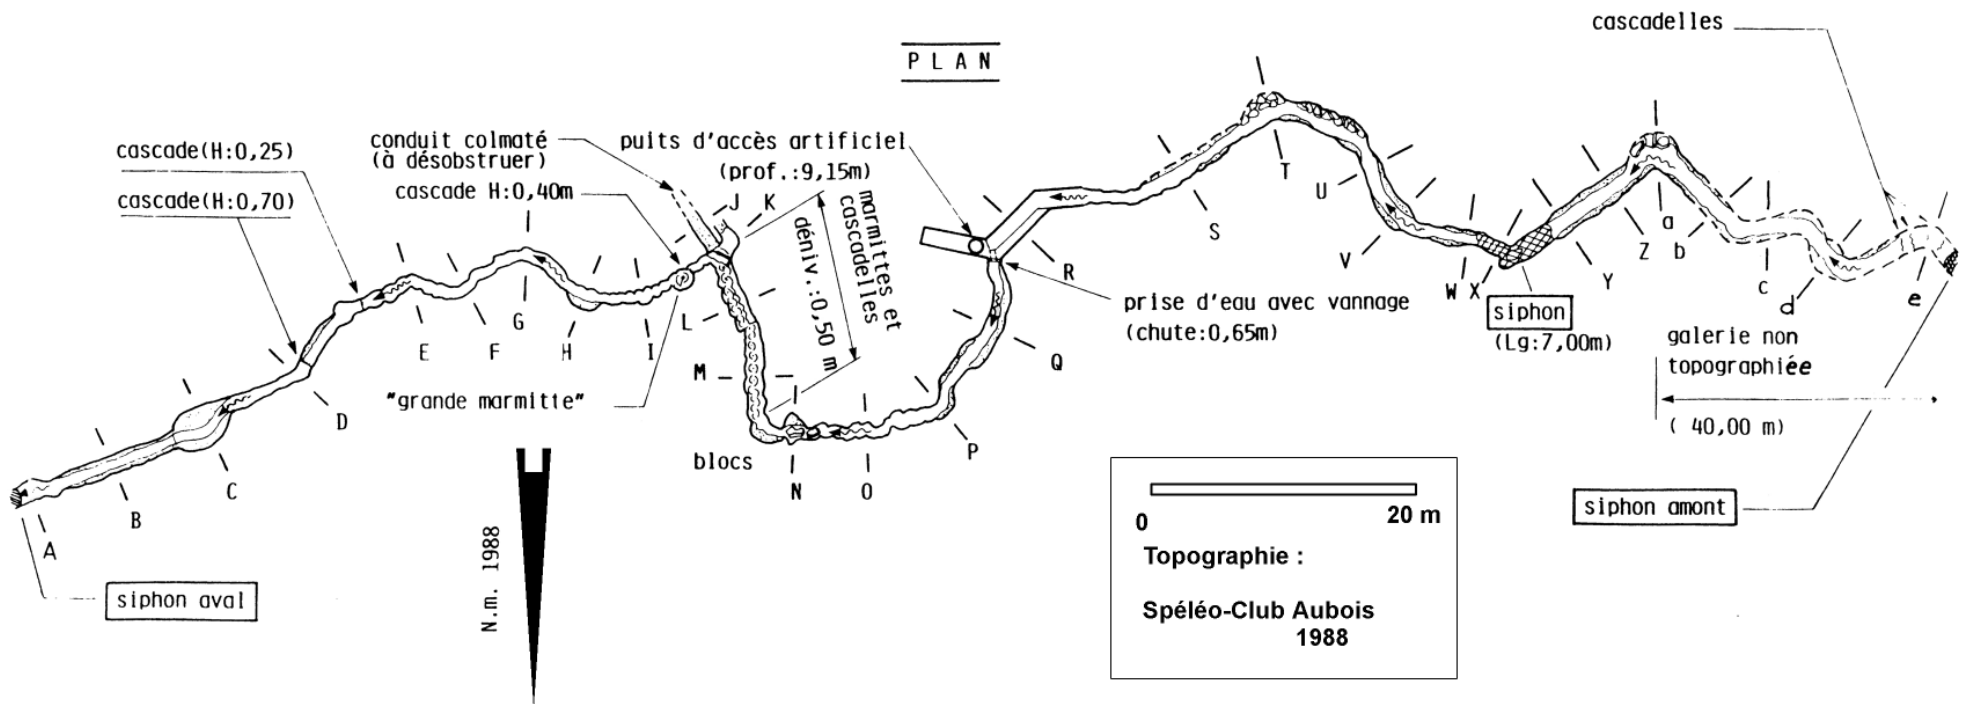 PLAN
cascadelles
cascade(H:0,25)
cascade(H:0,70)
conduit colmaté
(à désobstruer)
cascade H:0,40m
puits d'accès artificiel
(prof.:9,15m)
marmittes et
cascadelles
déniv.:0,50 m
"grande marmitte"
blocs
prise d'eau avec vannage
(chute:0,65m)
siphon
(Lg:7,00m)
galerie non
topographiée
( 40,00 m)
siphon amont
siphon aval
A
B
C
D
E
F
G
H
I
J
K
L
M
N
O
P
Q
R
S
T
U
V
W
X
Y
Z
a
b
c
d
e
N.m. 1988
0
20 m
Topographie :
Spéléo-Club Aubois
1988